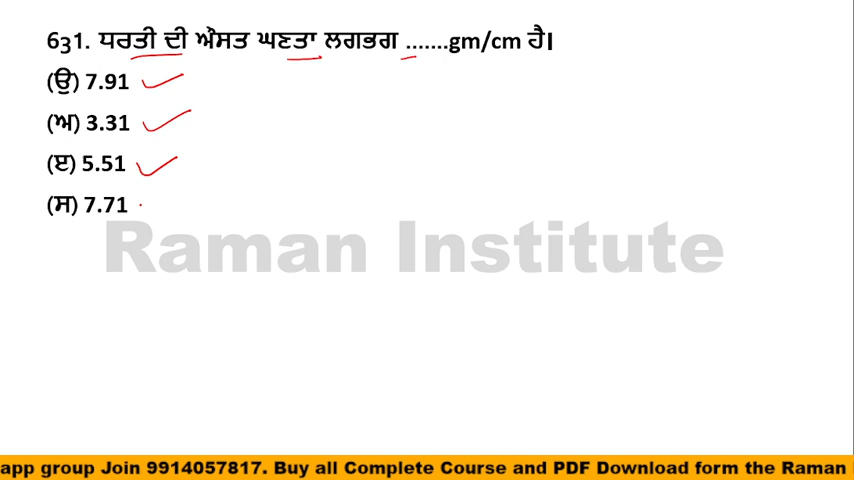 631. ਧਰਤੀ ਦੀ ਔਸਤ ਘਣਤਾ ਲਗਭਗ .......gm/cm ਹੈ।
(ਉ) 7.91
(ਅ) 3.31
(ੲ) 5.51
(ਸ) 7.71
Raman Institute
app group Join 9914057817. Buy all Complete Course and PDF Download form the Raman